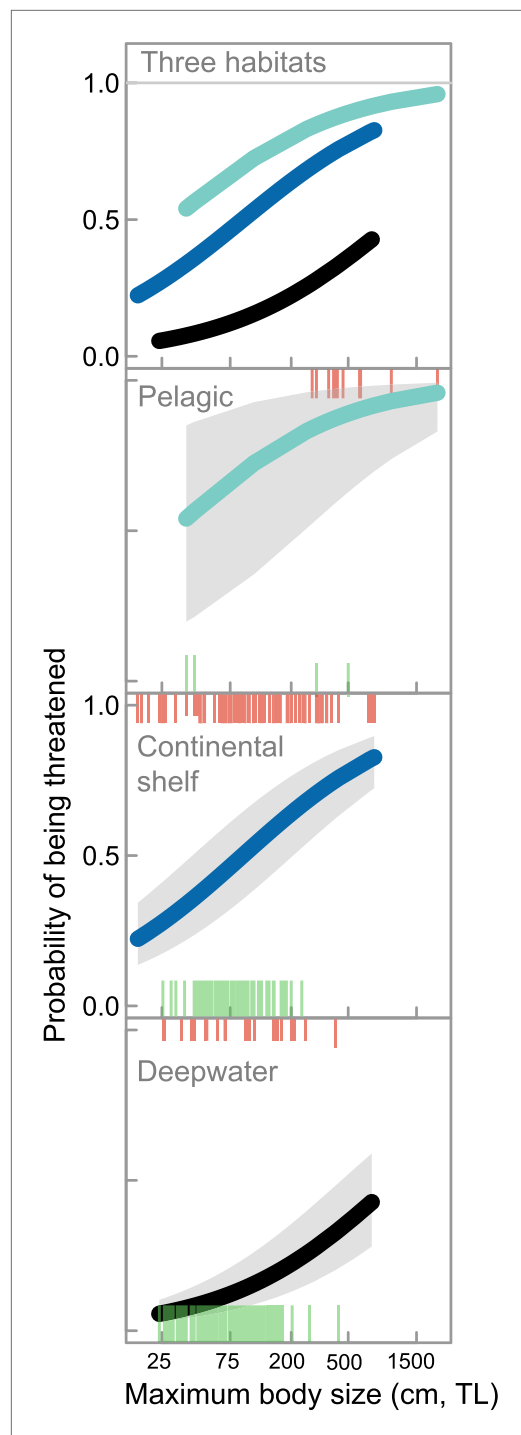 Three habitats
1.0
0.5
0.0
Pelagic
Probability of being threatened
1.0
Continental
shelf
0.5
0.0
Deepwater
25 75 200 500 1500
Maximum body size (cm, TL)